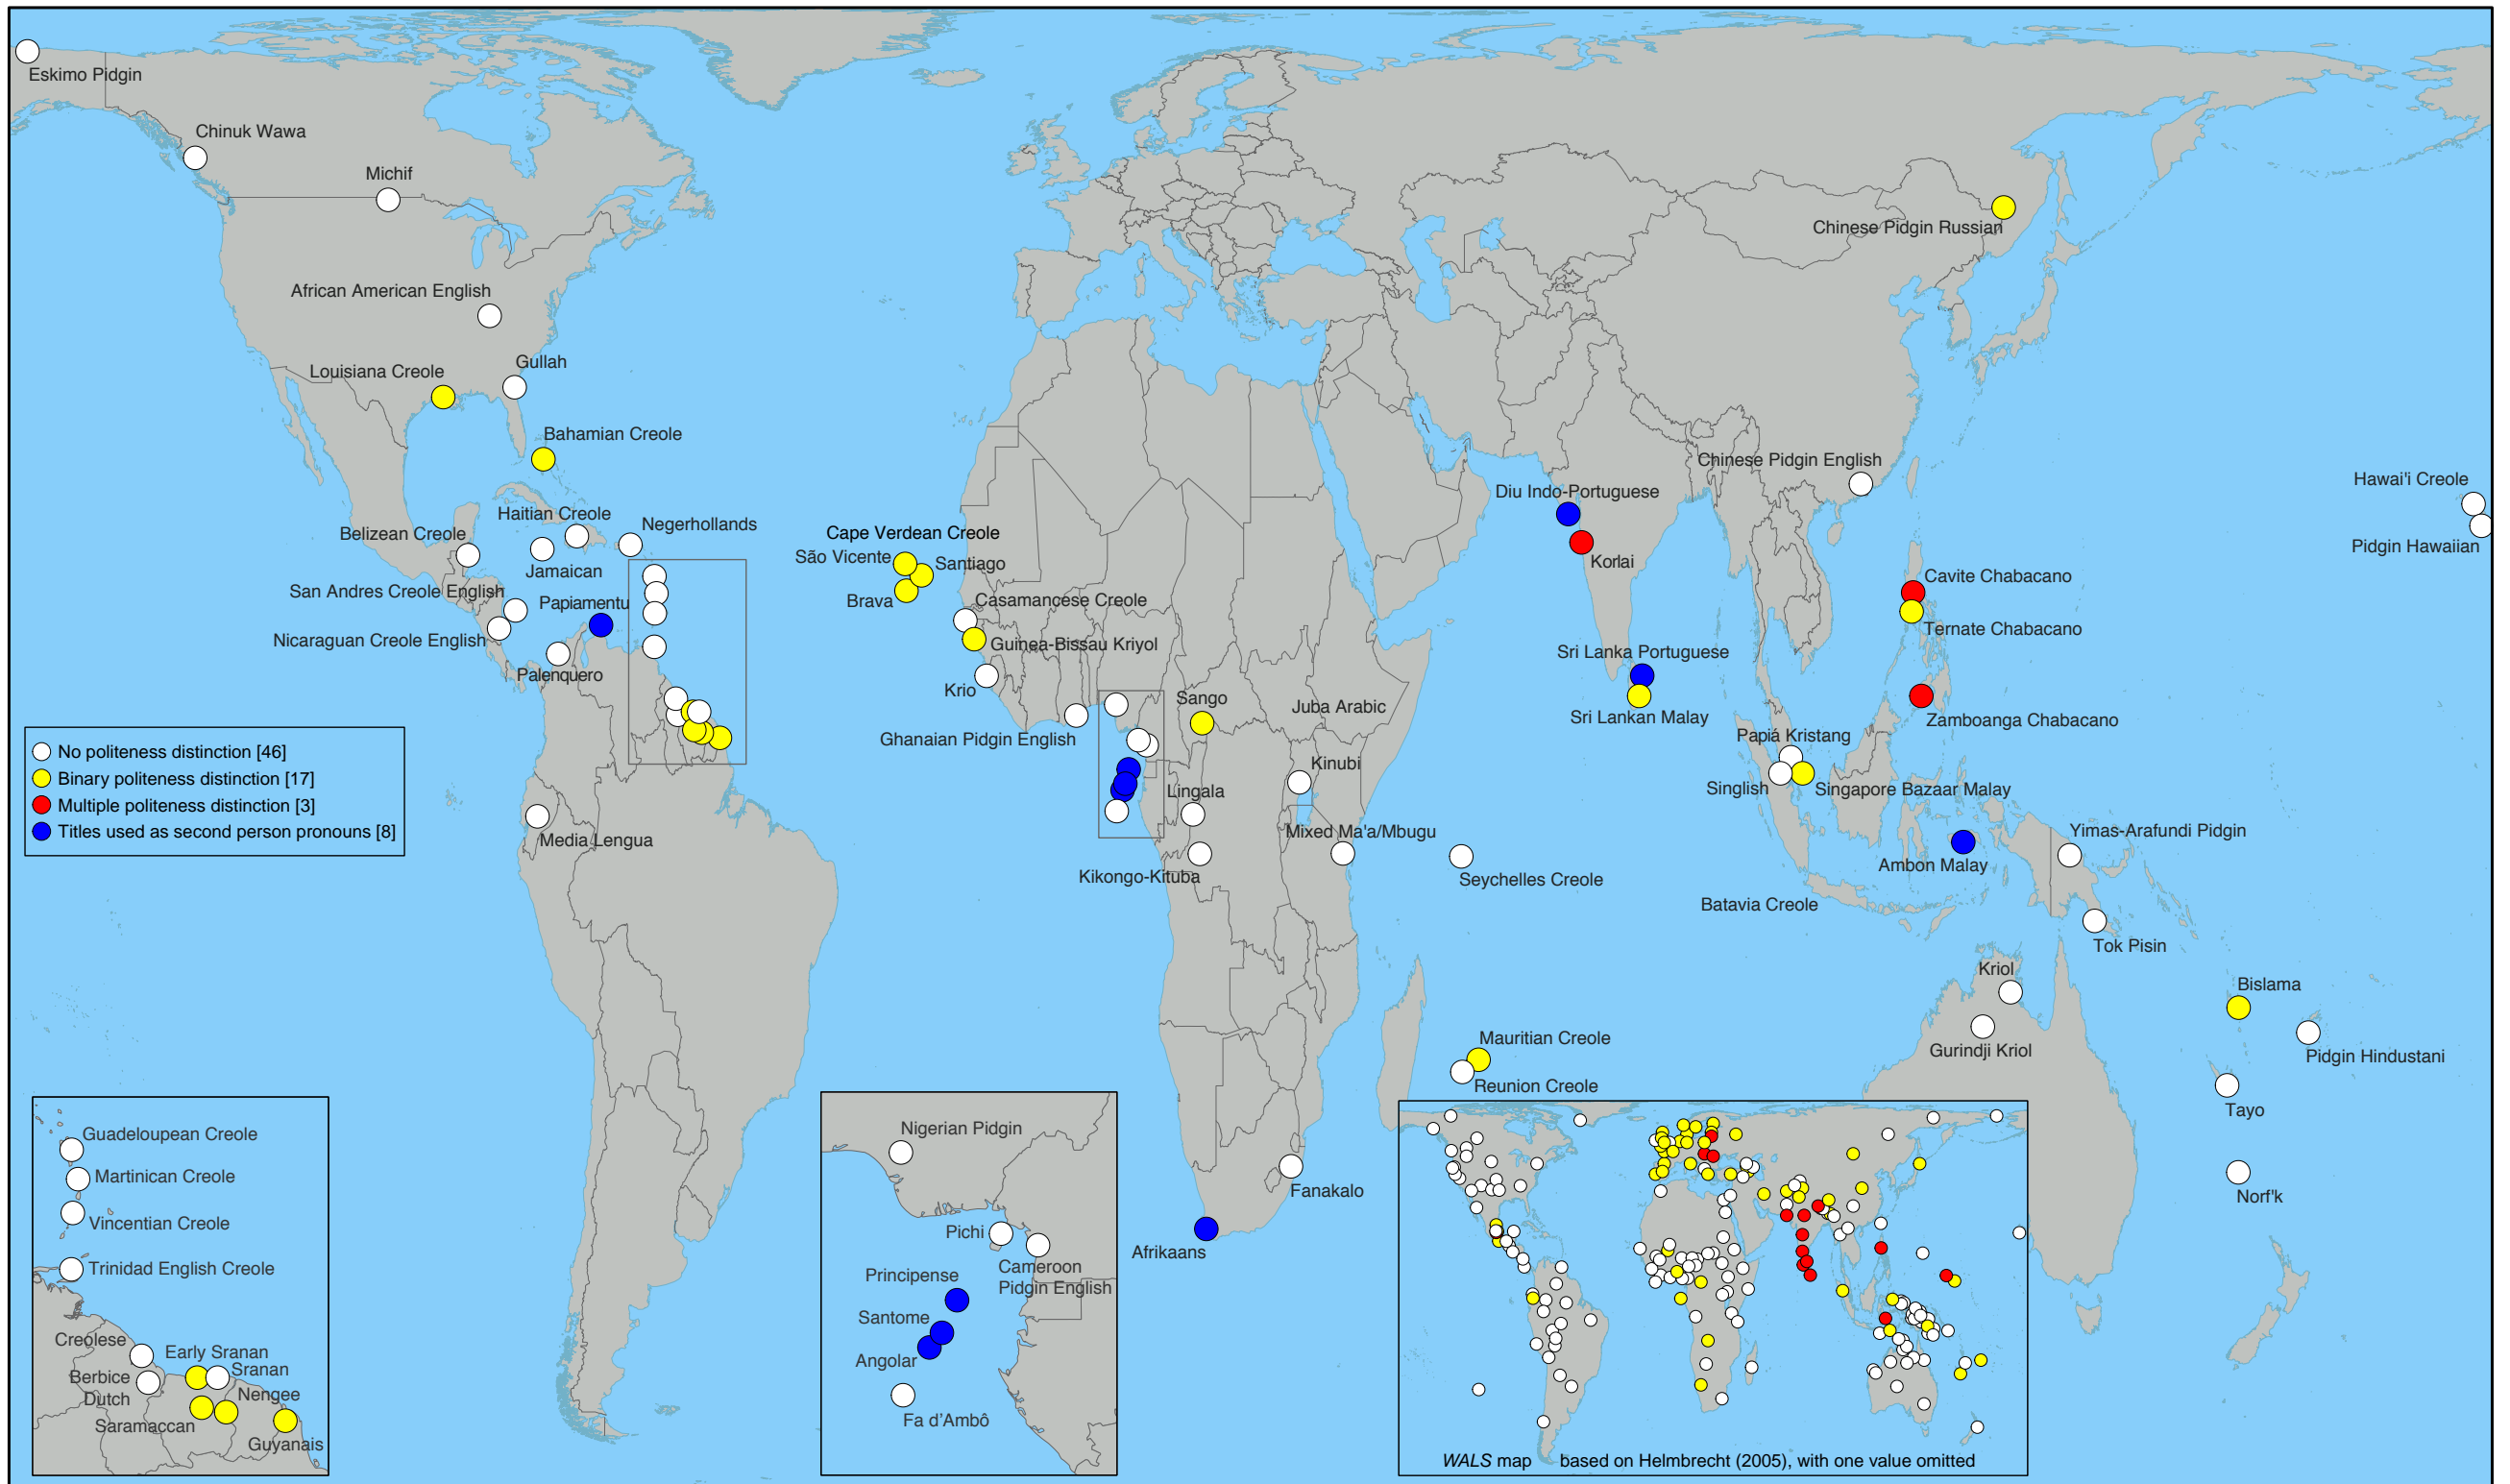 Eskimo Pidgin
Chinuk Wawa
Michif
Chinese Pidgin Russian
African American English
Gullah
Louisiana Creole
Bahamian Creole
Chinese Pidgin English
Hawai'i Creole
Diu Indo-Portuguese
Haitian Creole
Negerhollands
Belizean Creole
Cape Verdean Creole
São Vicente
Santiago
Brava
Pidgin Hawaiian
Korlai
Jamaican
Cavite Chabacano
San Andres Creole English
Papiamentu
Casamancese Creole
Ternate Chabacano
Nicaraguan Creole English
Guinea-Bissau Kriyol
Sri Lanka Portuguese
Palenquero
Krio
Sango
Juba Arabic
Sri Lankan Malay
Zamboanga Chabacano
Ghanaian Pidgin English
Papiá Kristang
Kinubi
Singlish
Singapore Bazaar Malay
Lingala
No politeness distinction [46]
Binary politeness distinction [17]
Multiple politeness distinction [3]
Titles used as second person pronouns [8]
Media Lengua
Mixed Ma'a/Mbugu
Yimas-Arafundi Pidgin
Ambon Malay
Kikongo-Kituba
Seychelles Creole
Batavia Creole
Tok Pisin
Kriol
Bislama
Mauritian Creole
Gurindji Kriol
Pidgin Hindustani
Reunion Creole
Tayo
Norf'k
Fanakalo
Afrikaans
Guadeloupean Creole
Martinican Creole
Vincentian Creole
Trinidad English Creole
Creolese
Early Sranan
Sranan
Berbice
Dutch
Nengee
Saramaccan
Guyanais
Nigerian Pidgin
Pichi
Cameroon
Pidgin English
Principense
Santome
Angolar
Fa d'Ambô
WALS map based on Helmbrecht (2005), with one value omitted